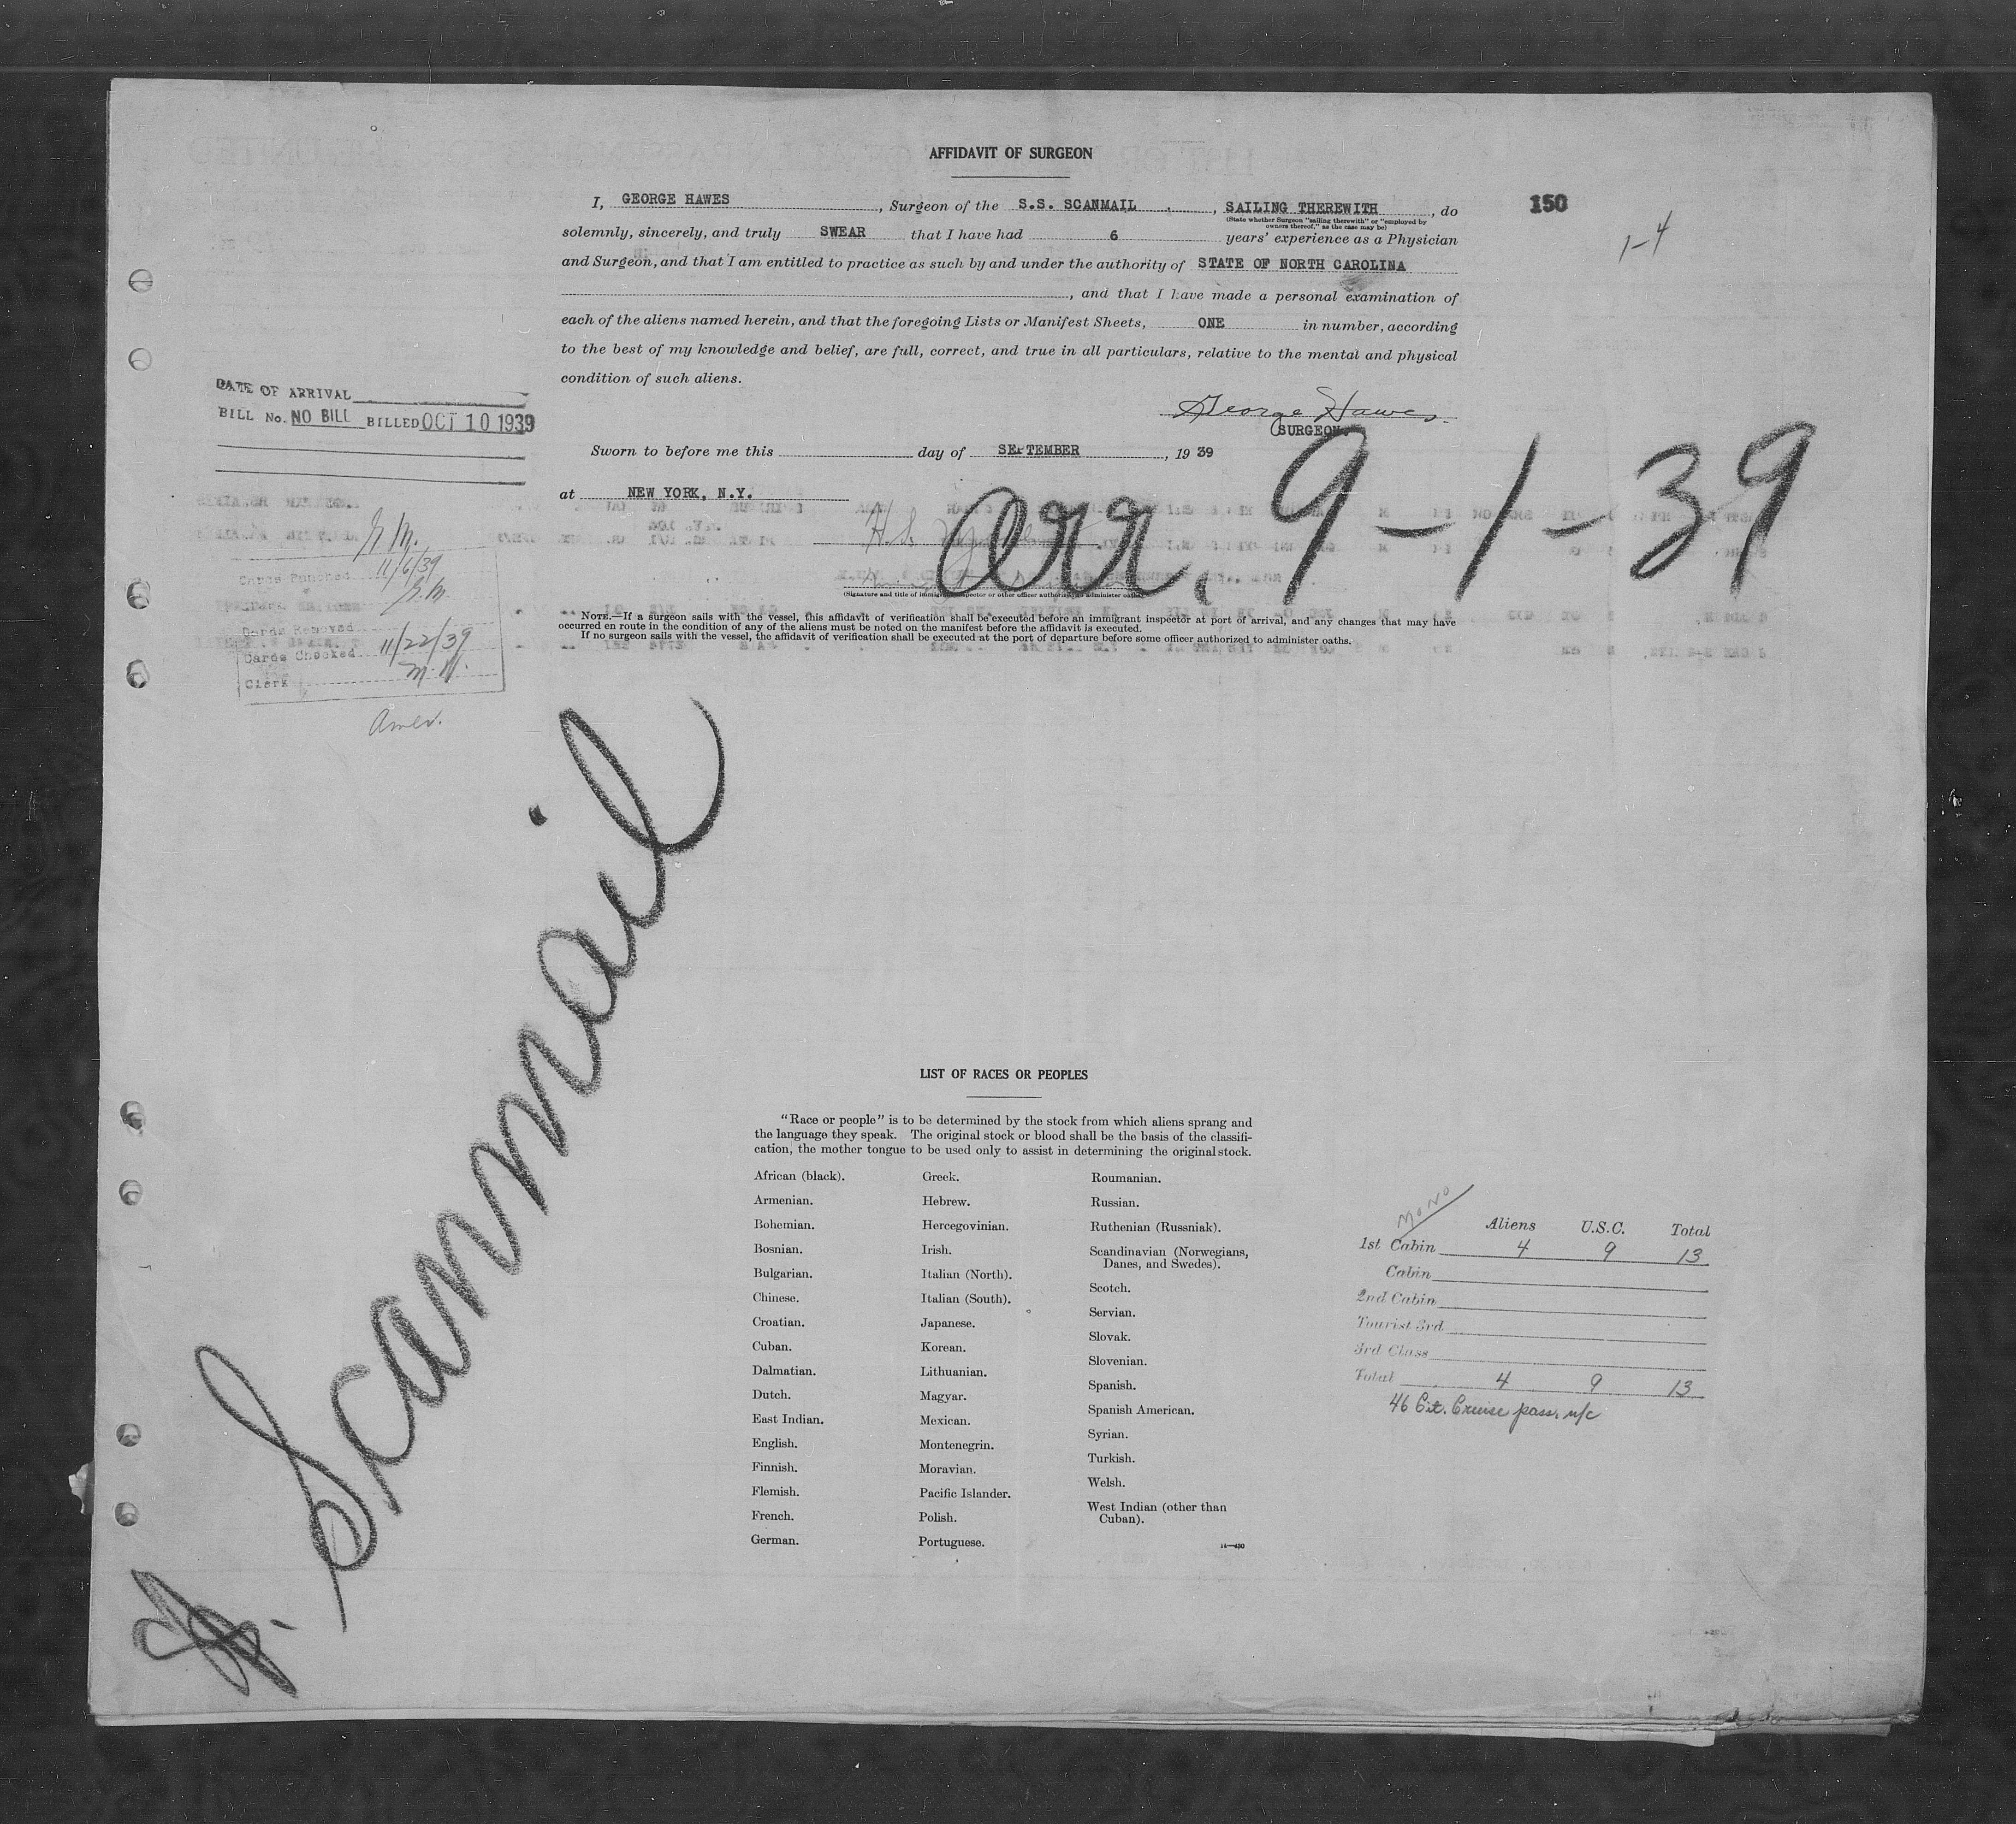 AFFIDAVIT OF SURGEON
I, GEORGE HAWES, Surgeon of the S.S. SCANMAIL, SAILING THEREWITH, do
(State whether Surgeon "sailing therewith" or "employed by owners thereof," as the case may be)
solemnly, sincerely, and truly SWEAR that I have had 6 years' experience as a Physician
and Surgeon, and that I am entitled to practice as such by and under the authority of STATE OF NORTH CAROLINA
, and that I have made a personal examination of
each of the aliens named herein, and that the foregoing Lists or Manifest Sheets, ONE in number, according
to the best of my knowledge and belief, are full, correct, and true in all particulars, relative to the mental and physical
condition of such aliens.
George Hawes
SURGEON
Sworn to before me this day of SEPTEMBER, 19 39
at NEW YORK, N.Y.
(Signature and title of immigrant inspector or other officer authorized to administer oaths)
NOTE.—If a surgeon sails with the vessel, this affidavit of verification shall be executed before an immigrant inspector at port of arrival, and any changes that may have
occurred en route in the condition of any of the aliens must be noted on the manifest before the affidavit is executed.
If no surgeon sails with the vessel, the affidavit of verification shall be executed at the port of departure before some officer authorized to administer oaths.
150
1-4
arr. 9-1-39
DATE OF ARRIVAL
BILL No. NO BILL BILLED OCT 10 1939
Cards Punched 11/6/39
Cards Removed
Cards Checked 11/22/39
Clerk
Amer.
Scanmail
LIST OF RACES OR PEOPLES
"Race or people" is to be determined by the stock from which aliens sprang and
the language they speak. The original stock or blood shall be the basis of the classifi-
cation, the mother tongue to be used only to assist in determining the original stock.
African (black).
Armenian.
Bohemian.
Bosnian.
Bulgarian.
Chinese.
Croatian.
Cuban.
Dalmatian.
Dutch.
East Indian.
English.
Finnish.
Flemish.
French.
German.
Greek.
Hebrew.
Hercegovinian.
Irish.
Italian (North).
Italian (South).
Japanese.
Korean.
Lithuanian.
Magyar.
Mexican.
Montenegrin.
Moravian.
Pacific Islander.
Polish.
Portuguese.
Roumanian.
Russian.
Ruthenian (Russniak).
Scandinavian (Norwegians,
Danes, and Swedes).
Scotch.
Servian.
Slovak.
Slovenian.
Spanish.
Spanish American.
Syrian.
Turkish.
Welsh.
West Indian (other than
Cuban).
14—430
MONO
Aliens U.S.C. Total
1st Cabin 4 9 13
Cabin
2nd Cabin
Tourist 3rd
3rd Class
Total 4 9 13
46 Cit. Cruise pass. n/c